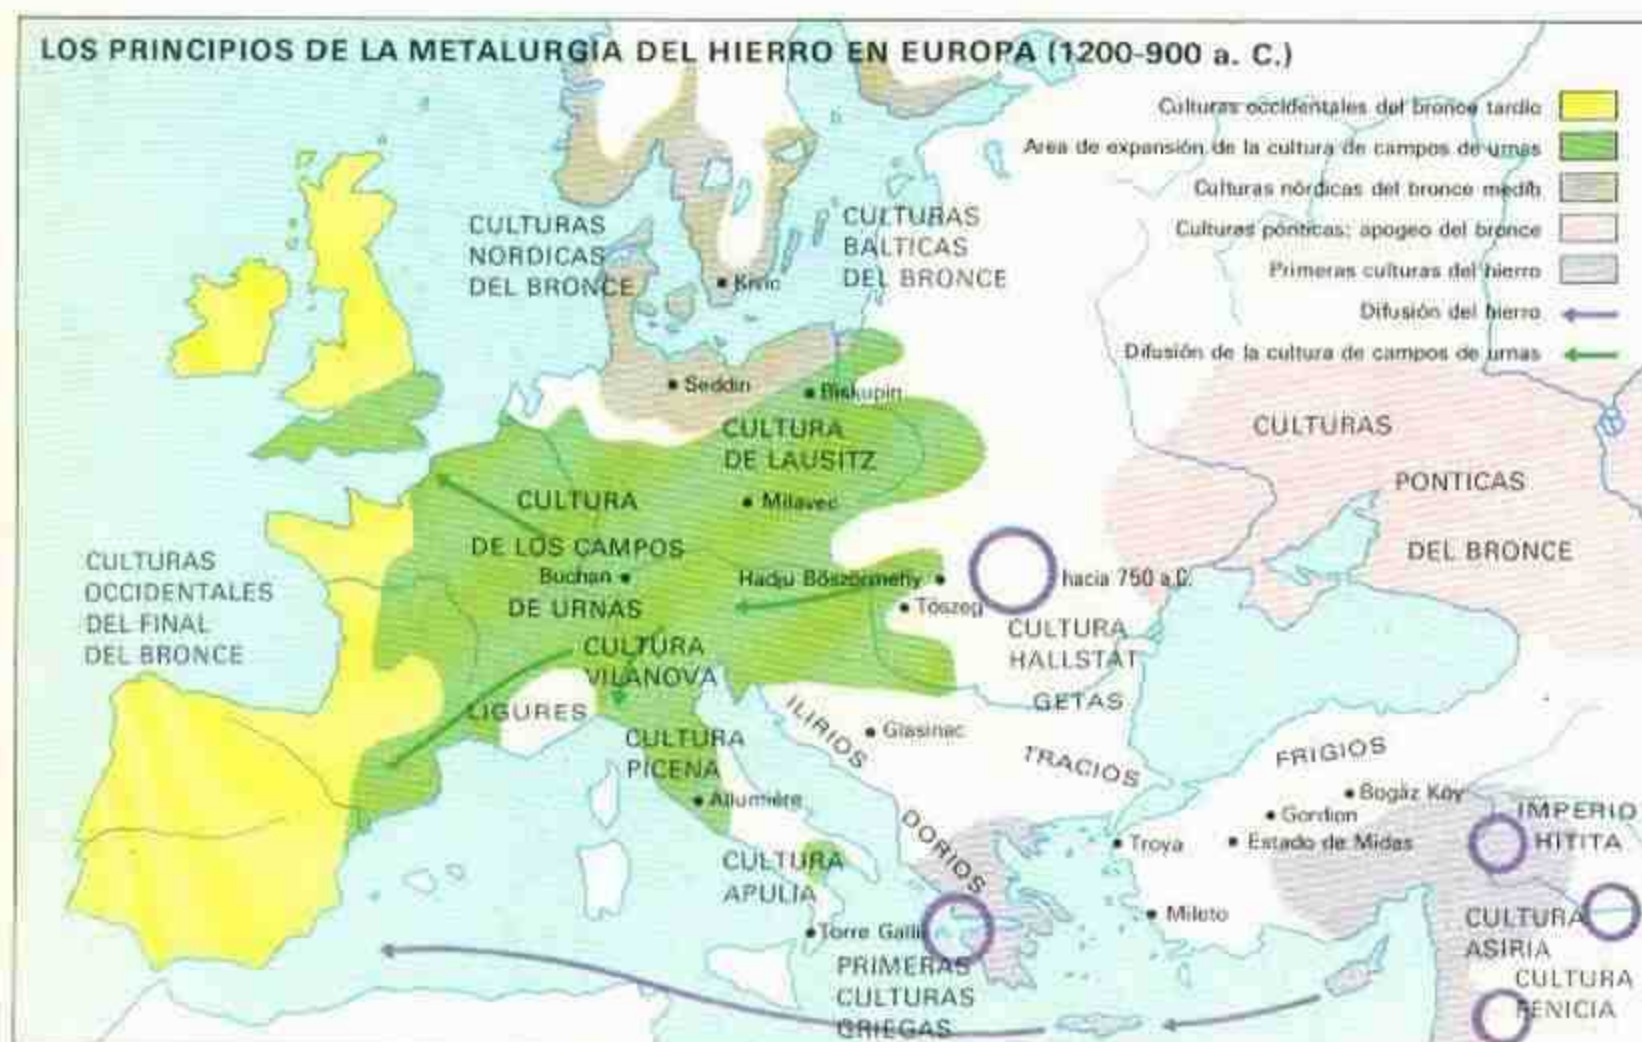 LOS PRINCIPIOS DE LA METALURGIA DEL HIERRO EN EUROPA (1200-900 a. C.)
Culturas occidentales del bronce tardío
Area de expansión de la cultura de campos de urnas
Culturas nórdicas del bronce medib
Culturas pónticas; apogeo del bronce
Primeras culturas del hierro
Difusión del hierro
Difusión de la cultura de campos de urnas
CULTURAS
NORDICAS
DEL BRONCE
CULTURAS
BALTICAS
DEL BRONCE
Kivic
Seddin
Biskupin
CULTURA
DE LAUSITZ
CULTURAS
PONTICAS
DEL BRONCE
CULTURA
DE LOS CAMPOS
DE URNAS
Milavec
Buchan
Hadju Böszörmeny
Tószeg
hacia 750 a.C.
CULTURAS
OCCIDENTALES
DEL FINAL
DEL BRONCE
CULTURA
HALLSTAT
CULTURA
VILANOVA
GETAS
LIGURES
ILIRIOS
Glasinac
CULTURA
PICENA
TRACIOS
FRIGIOS
Allumiére
Bogàz Köy
Gordion
IMPERIO
HITITA
DORIOS
Troya
Estado de Midas
CULTURA
APULIA
Mileto
CULTURA
ASIRIA
Torre Galli
PRIMERAS
CULTURAS
GRIEGAS
CULTURA
FENICIA